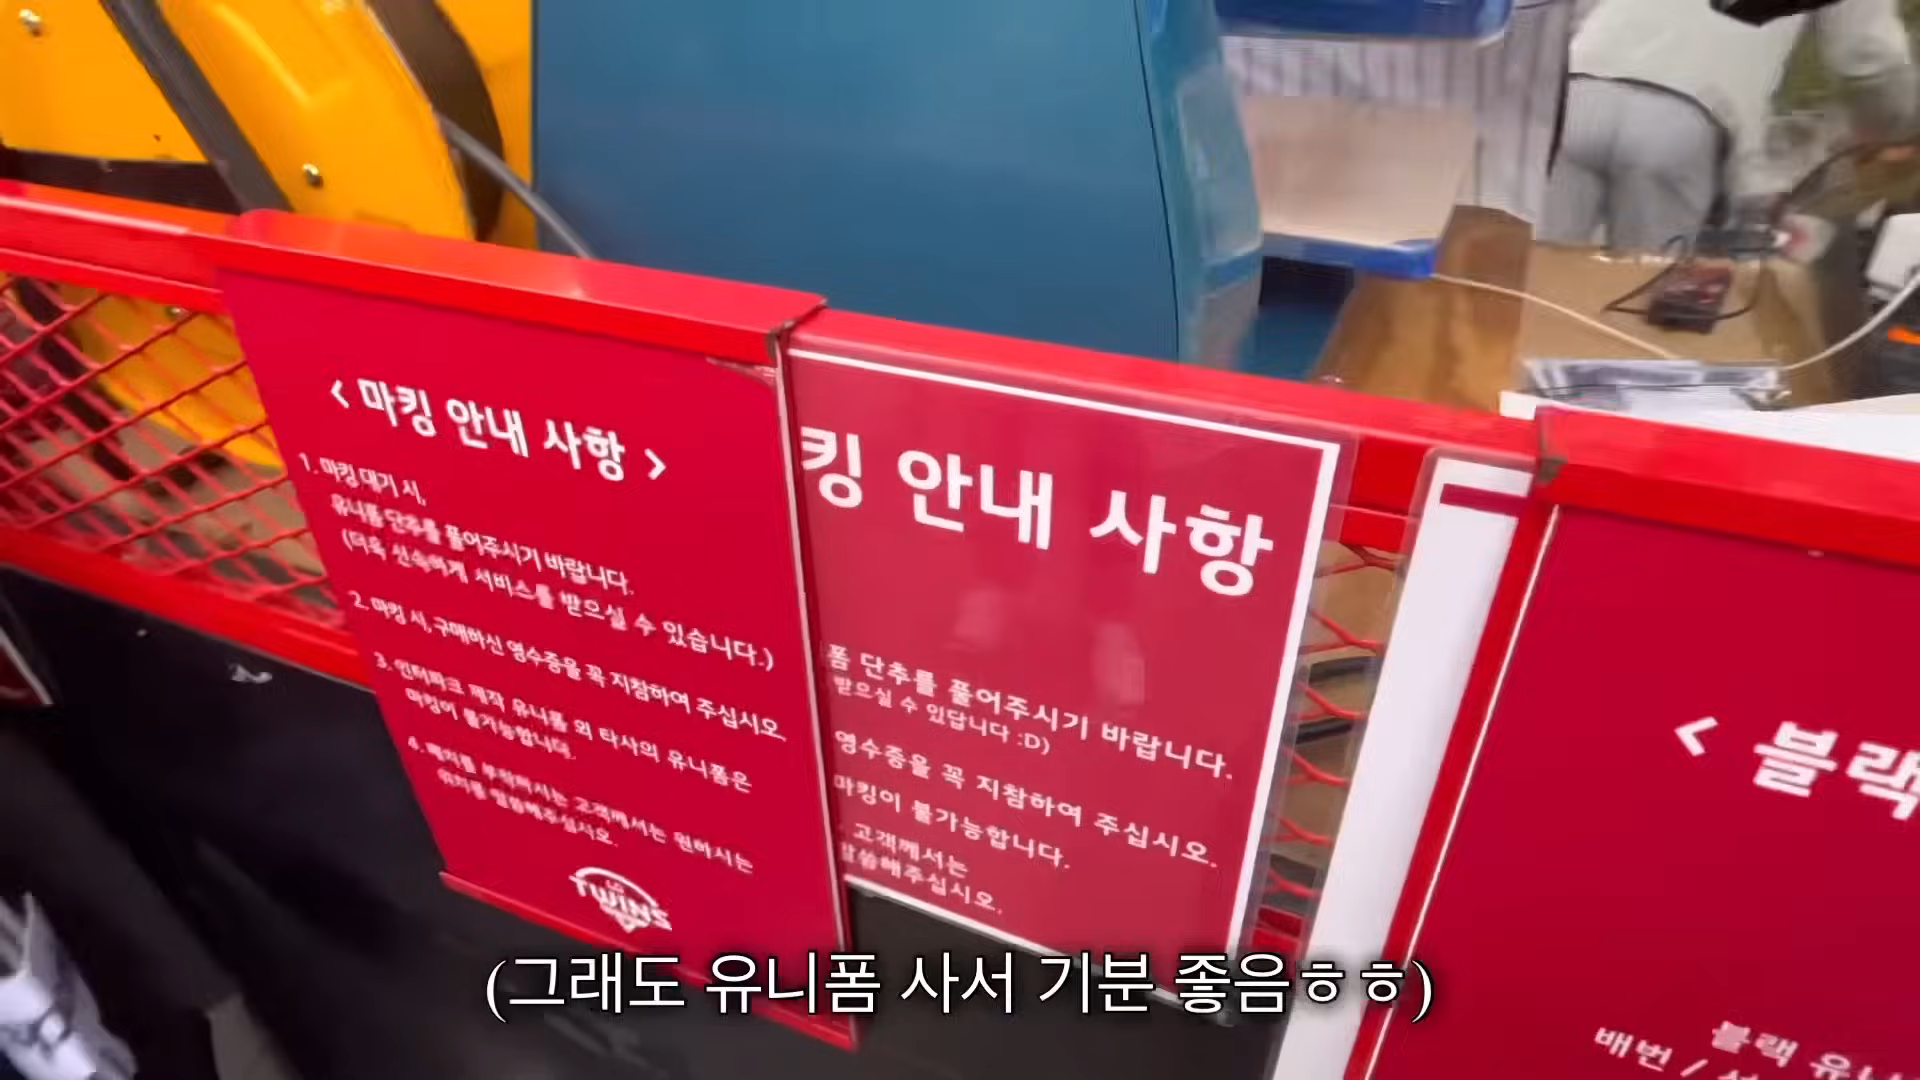 < 마킹 안내 사항 >
1. 마킹 대기 시,
유니폼 단추를 풀어주시기 바랍니다.
(더욱 신속하게 서비스를 받으실 수 있습니다.)
2. 마킹 시, 구매하신 영수증을 꼭 지참하여 주십시오.
3. 인터파크 제작 유니폼 외 타사의 유니폼은
마킹이 불가능합니다.
4. 패치를 부착하시는 고객께서는 원하시는
위치를 말씀해주십시오.
LG
TWINS
킹 안내 사항
폼 단추를 풀어주시기 바랍니다.
받으실 수 있답니다 :D)
영수증을 꼭 지참하여 주십시오.
마킹이 불가능합니다.
고객께서는
말씀해주십시오.
< 블랙
블랙 유니
배번 /
(그래도 유니폼 사서 기분 좋음ㅎㅎ)